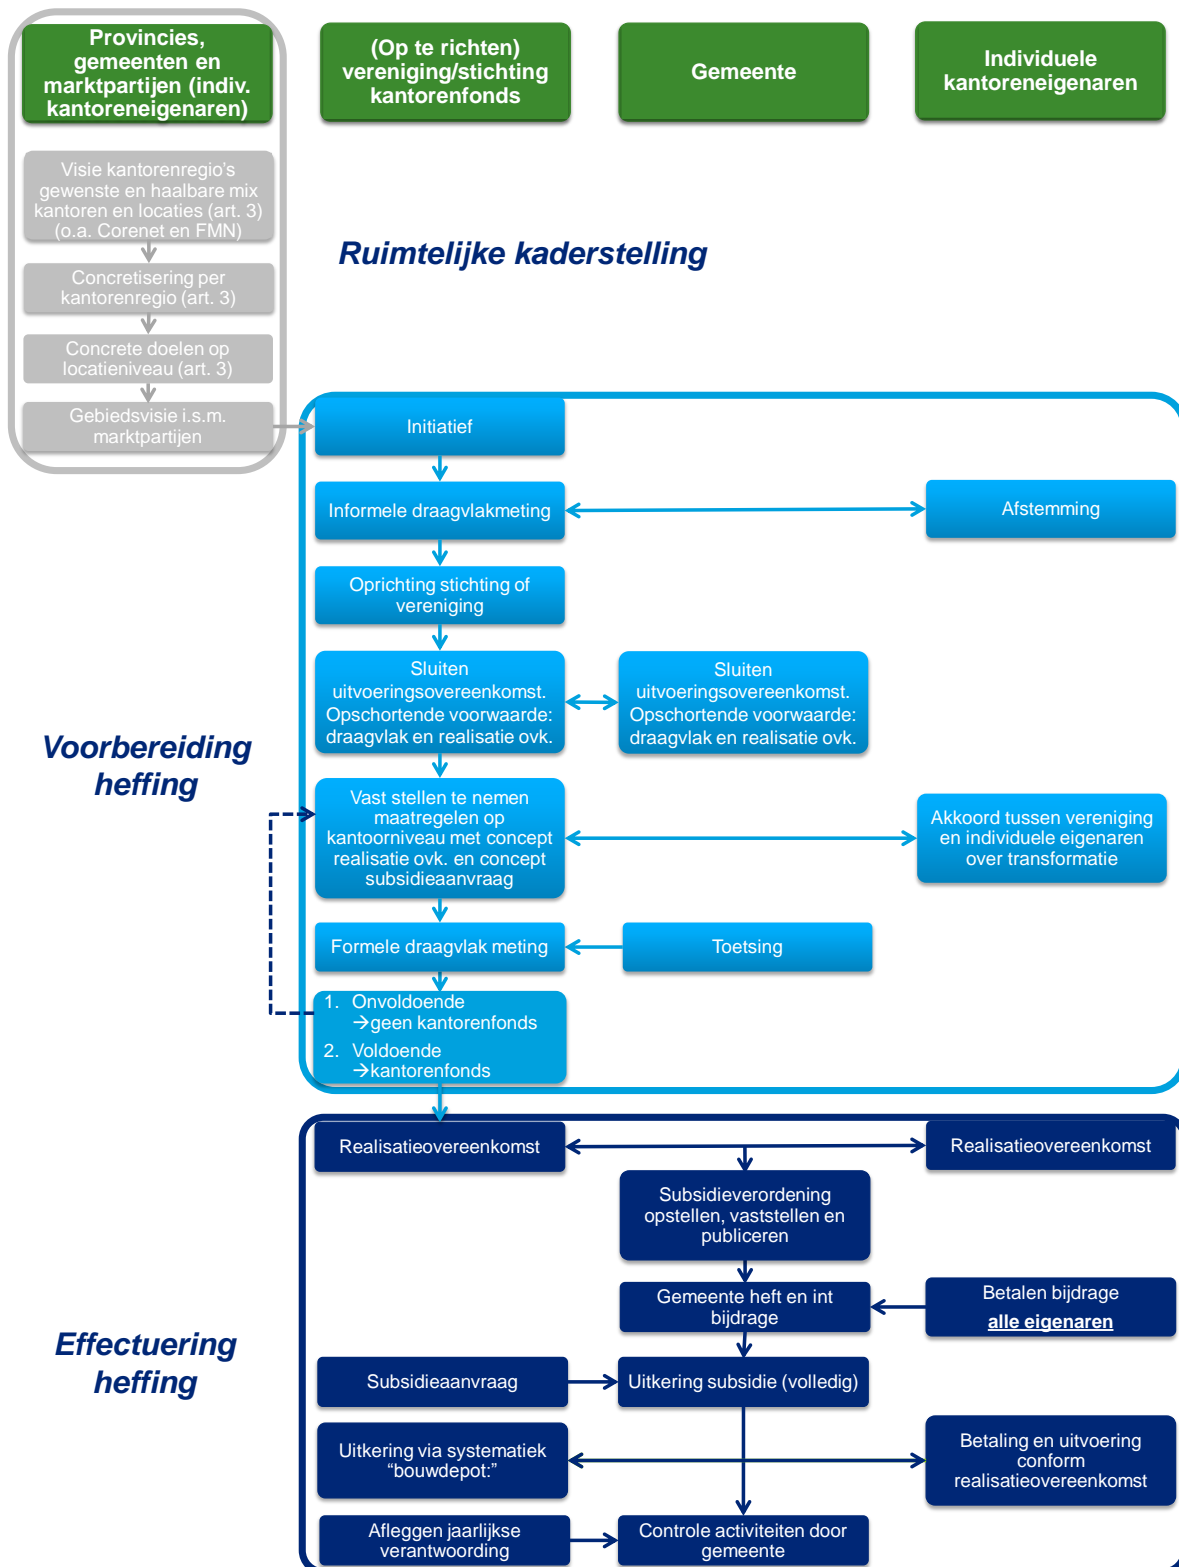 Provincies,
gemeenten en
marktpartijen (indiv.
kantoreneigenaren)
(Op te richten)
vereniging/stichting
kantorenfonds
Gemeente
Individuele
kantoreneigenaren
Visie kantorenregio’s
gewenste en haalbare mix
kantoren en locaties (art. 3)
(o.a. Corenet en FMN)
Concretisering per
kantorenregio (art. 3)
Concrete doelen op
locatieniveau (art. 3)
Gebiedsvisie i.s.m.
marktpartijen
Ruimtelijke kaderstelling
Initiatief
Informele draagvlakmeting
Afstemming
Oprichting stichting of
vereniging
Sluiten
uitvoeringsovereenkomst.
Opschortende voorwaarde:
draagvlak en realisatie ovk.
Sluiten
uitvoeringsovereenkomst.
Opschortende voorwaarde:
draagvlak en realisatie ovk.
Voorbereiding
heffing
Vast stellen te nemen
maatregelen op
kantoorniveau met concept
realisatie ovk. en concept
subsidieaanvraag
Akkoord tussen vereniging
en individuele eigenaren
over transformatie
Formele draagvlak meting
Toetsing
1. Onvoldoende
→geen kantorenfonds
2. Voldoende
→kantorenfonds
Realisatieovereenkomst
Realisatieovereenkomst
Subsidieverordening
opstellen, vaststellen en
publiceren
Gemeente heft en int
bijdrage
Betalen bijdrage
alle eigenaren
Effectuering
heffing
Subsidieaanvraag
Uitkering subsidie (volledig)
Uitkering via systematiek
“bouwdepot:”
Betaling en uitvoering
conform
realisatieovereenkomst
Afleggen jaarlijkse
verantwoording
Controle activiteiten door
gemeente